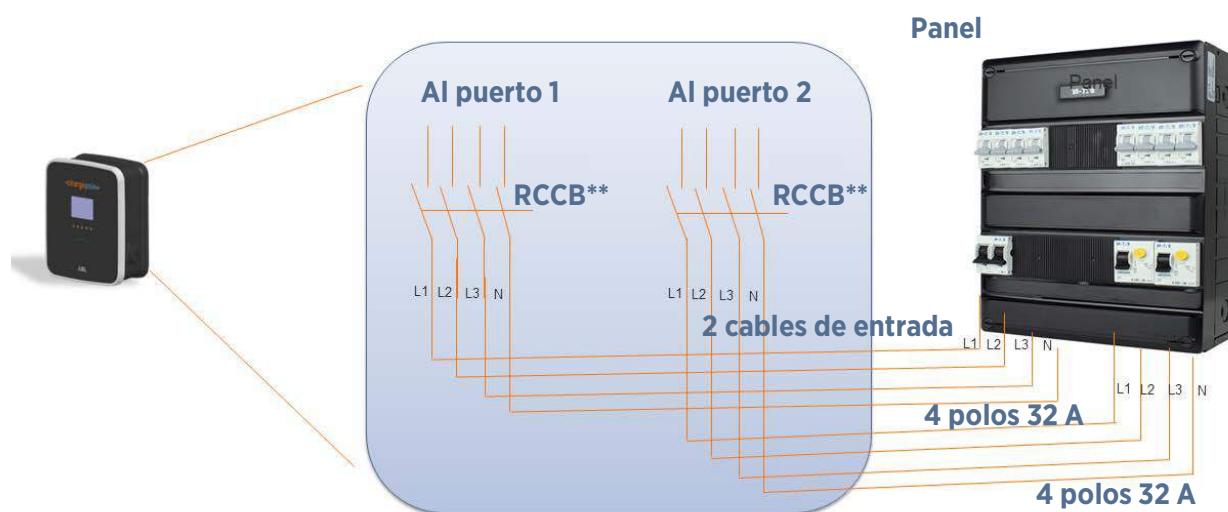 Panel
Panel
Al puerto 1
Al puerto 2
RCCB**
RCCB**
L1 L2 L3 N
L1 L2 L3 N
2 cables de entrada
L1 L2 L3 N
L1 L2 L3 N
4 polos 32 A
4 polos 32 A